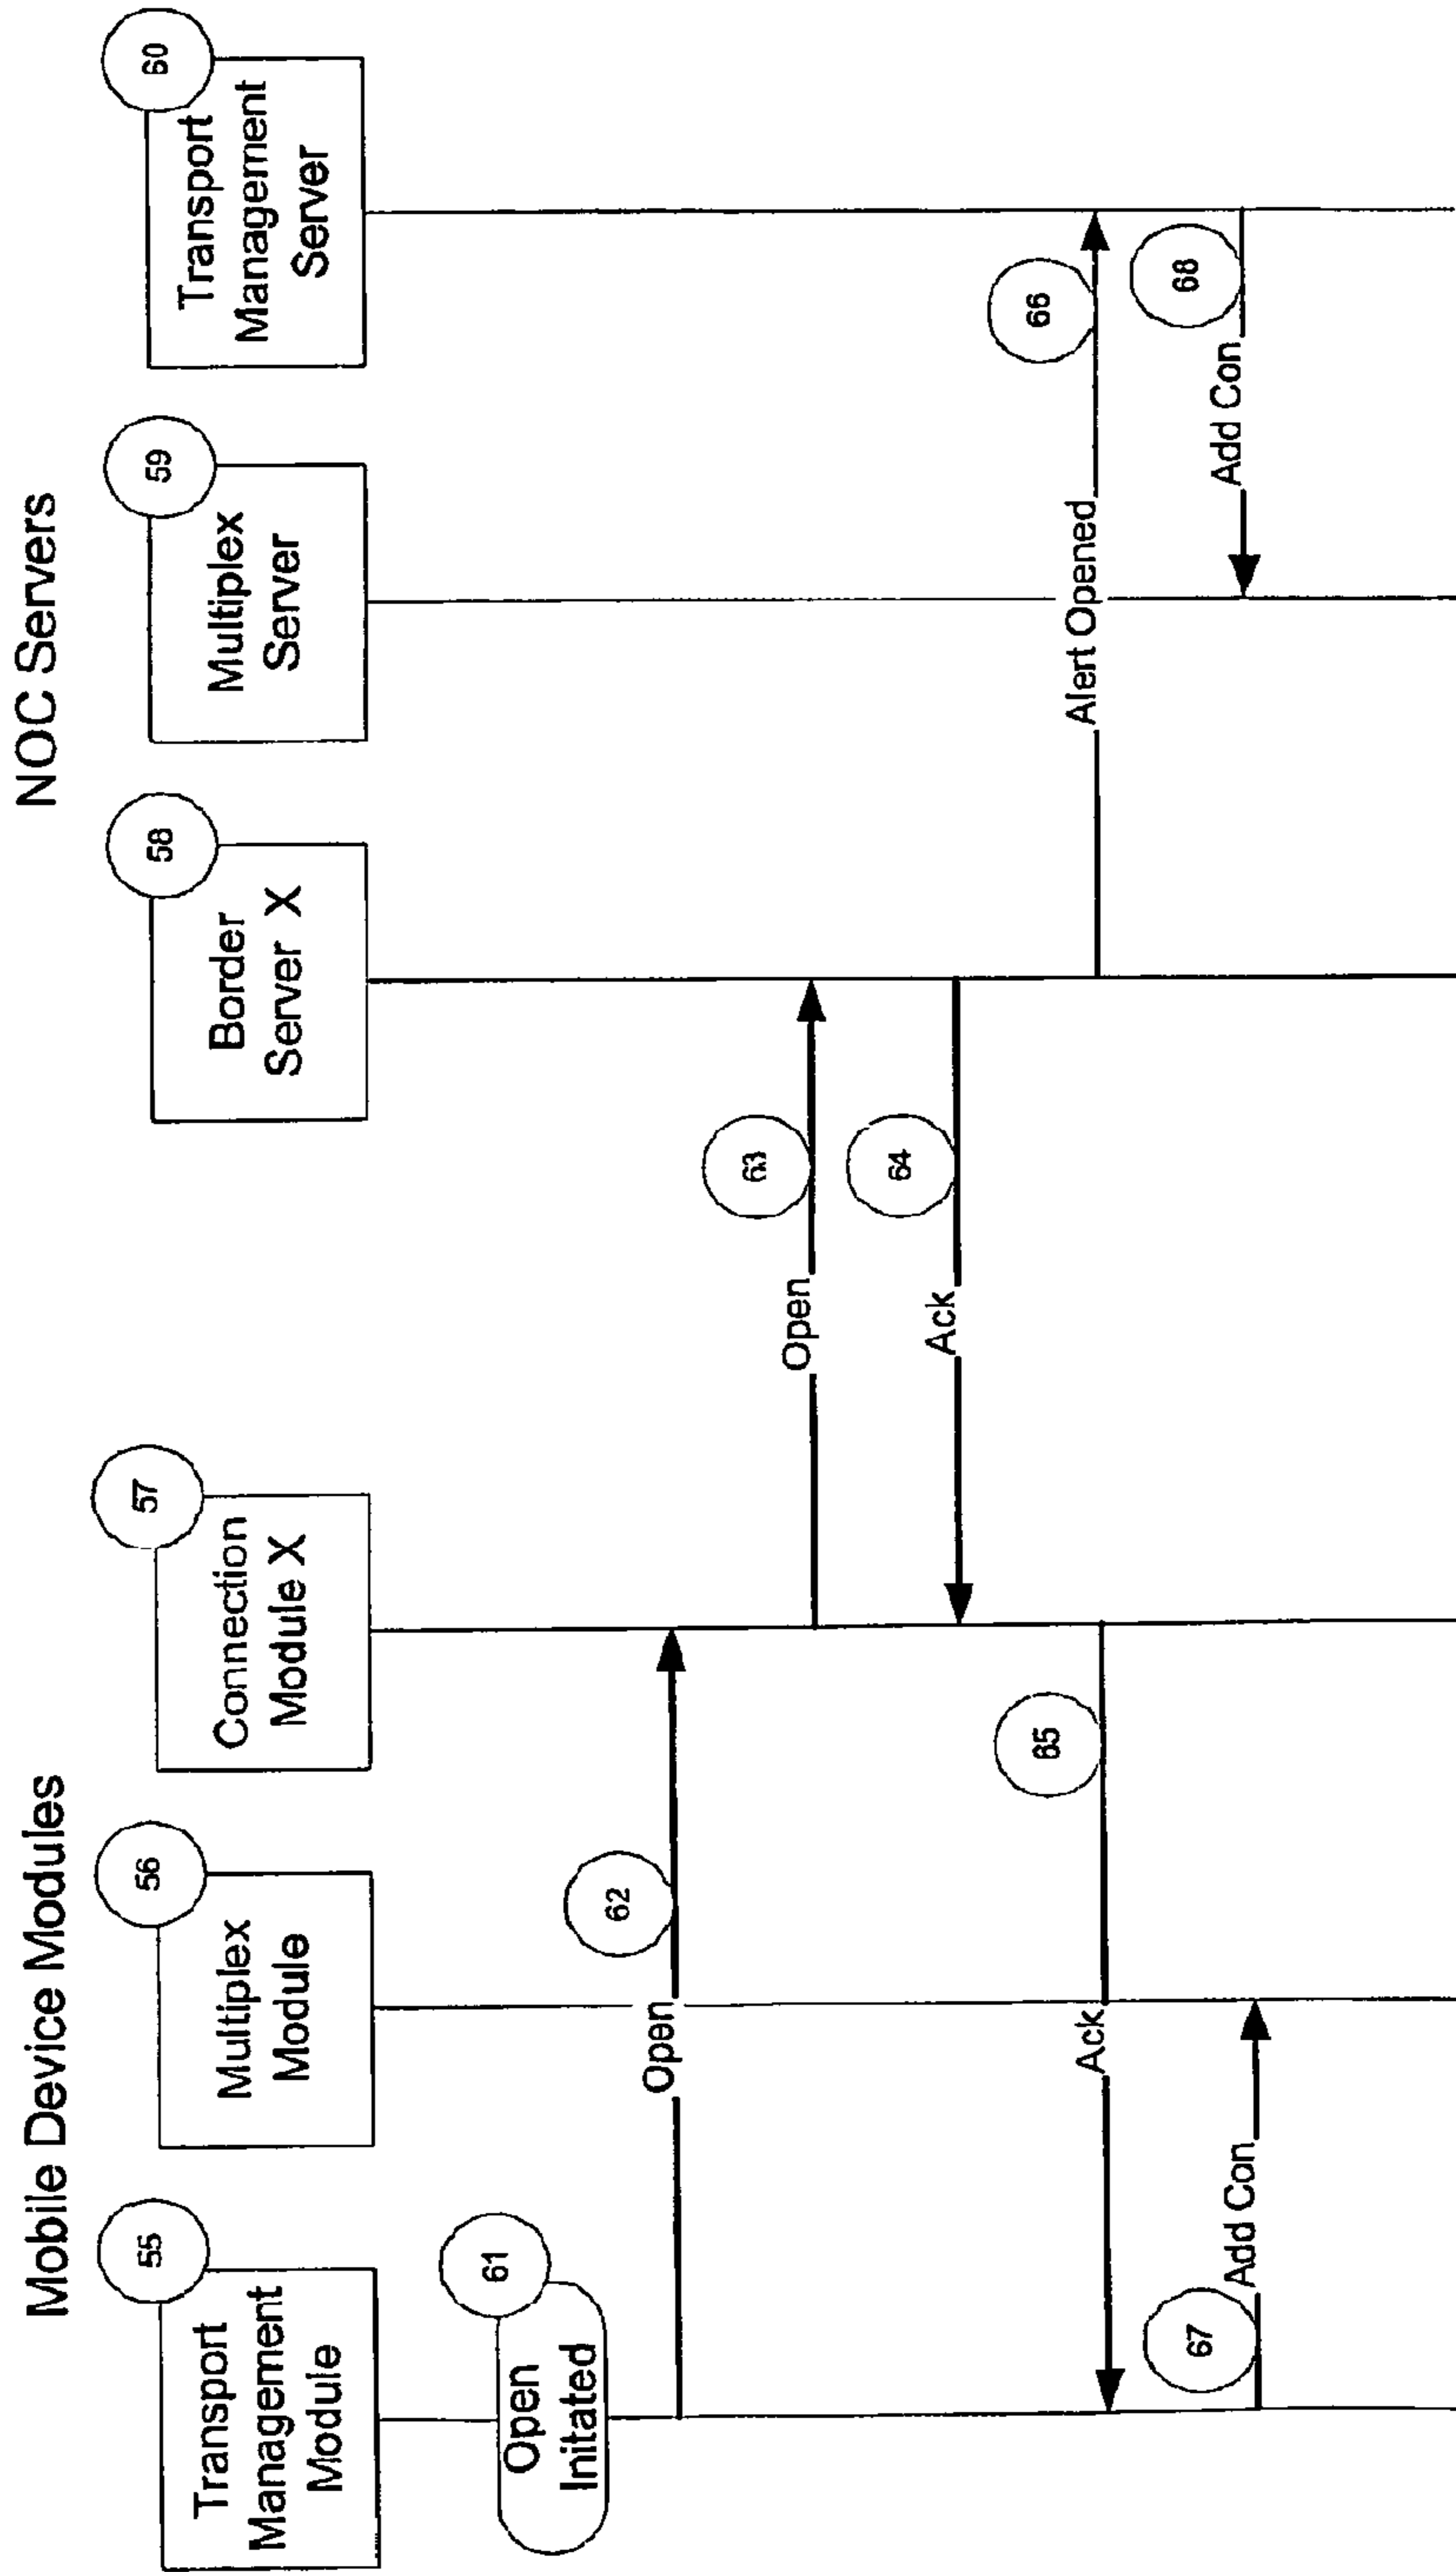 Mobile Device Modules
NOC Servers
55
Transport
Management
Module
56
Multiplex
Module
57
Connection
Module X
58
Border
Server X
59
Multiplex
Server
60
Transport
Management
Server
61
Open
Initated
Open
62
Open
63
Ack
64
Ack
65
Alert Opened
66
67
Add Con
Add Con
68